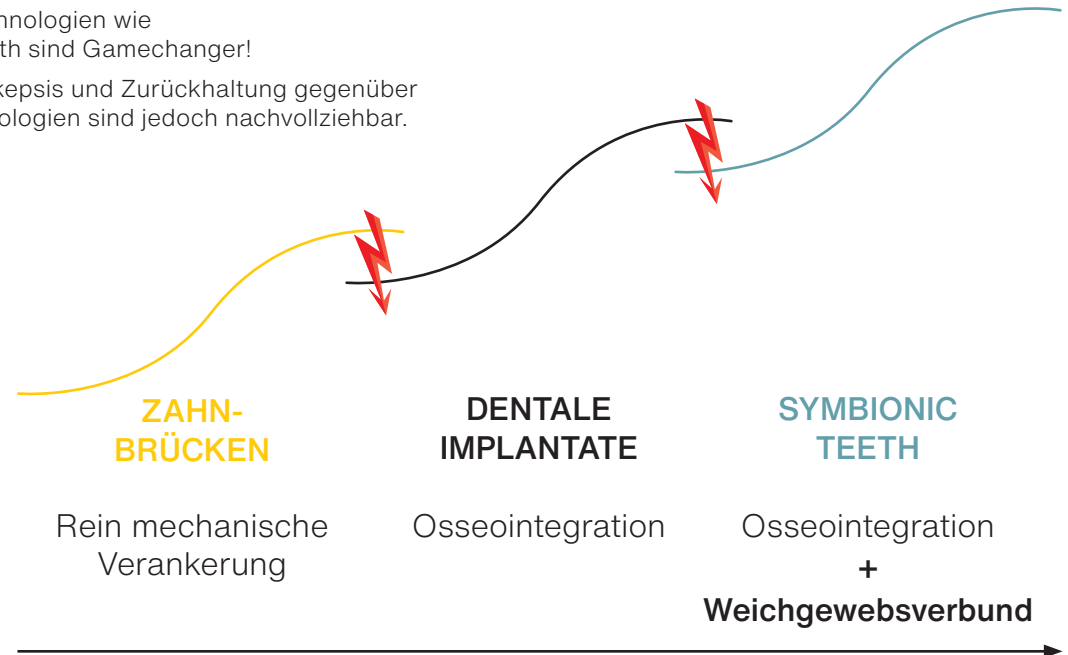 hnologien wie
th sind Gamechanger!
kepsis und Zurückhaltung gegenüber
ologien sind jedoch nachvollziehbar.
ZAHN-
BRÜCKEN
DENTALE
IMPLANTATE
SYMBIONIC
TEETH
Rein mechanische
Verankerung
Osseointegration
Osseointegration
+
Weichgewebsverbund